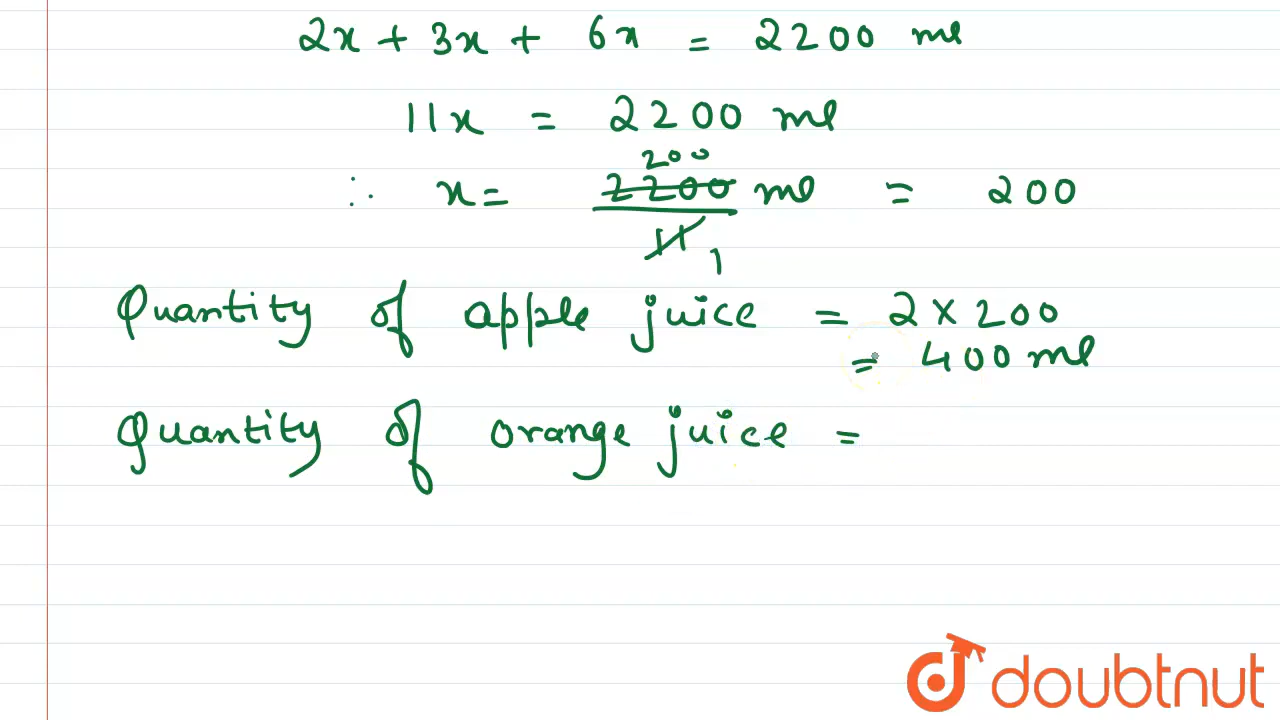 2x + 3x + 6x = 2200 ml
11x = 2200 ml
200
∴ x = 2200 ml = 200
11 1
Quantity of apple juice = 2 × 200
= 400 ml
Quantity of orange juice =
doubtnut